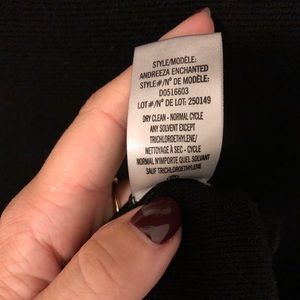 STYLE/MODÈLE:
ANDREEZA ENCHANTED
STYLE#/N° DE MODÈLE:
D0516603
LOT#/N° DE LOT: 250149
DRY CLEAN - NORMAL CYCLE
ANY SOLVENT EXCEPT
TRICHLOROETHYLENE/
NETTOYAGE À SEC - CYCLE
NORMAL N'IMPORTE QUEL SOLVANT
SAUF TRICHLOROETHYLENE